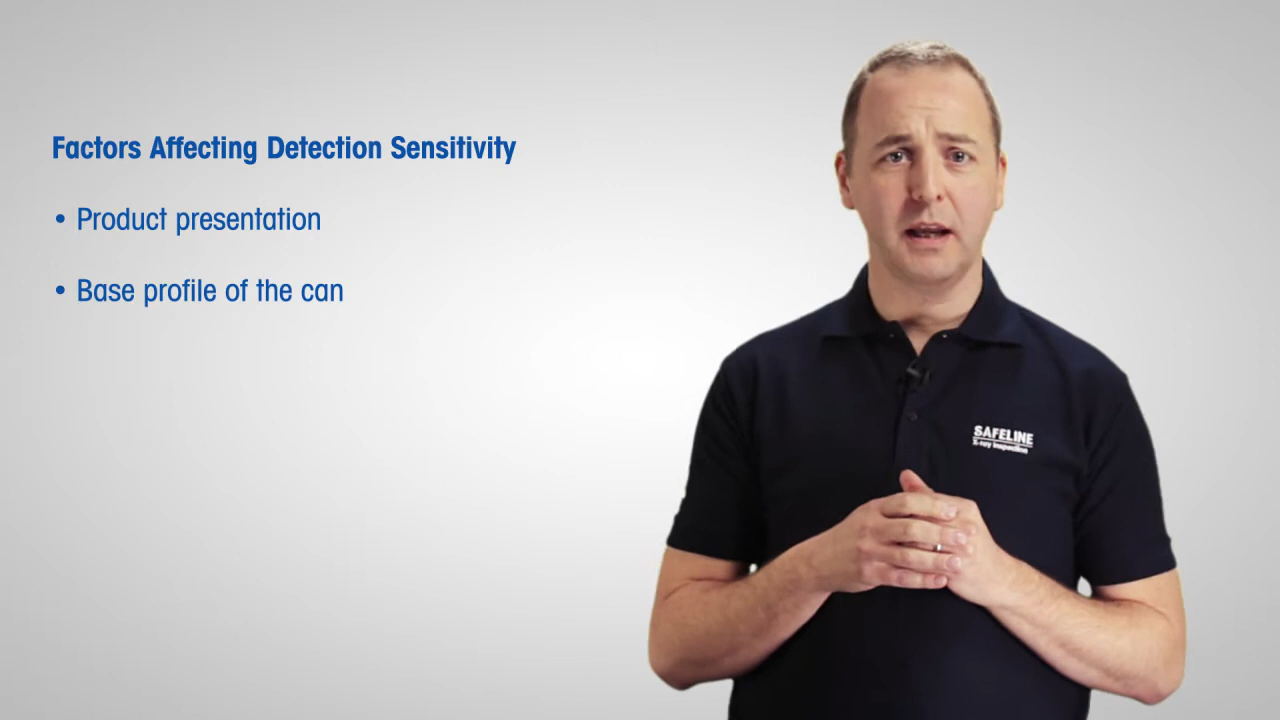 Factors Affecting Detection Sensitivity
• Product presentation
• Base profile of the can
SAFELINE
X-ray Inspection